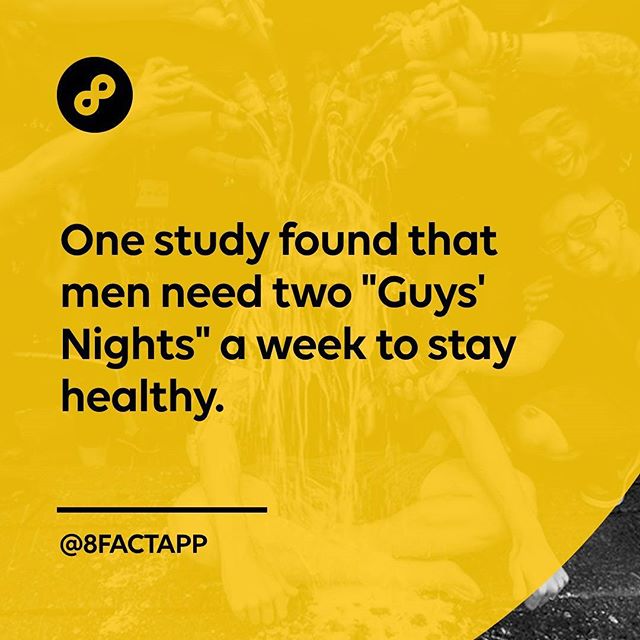 One study found that
men need two "Guys'
Nights" a week to stay
healthy.
@8FACTAPP